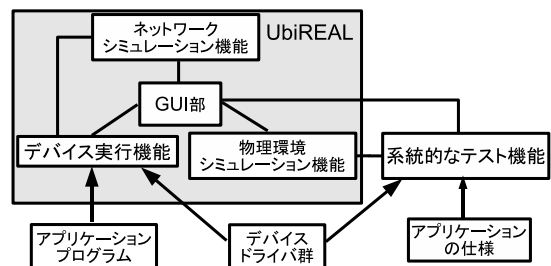 ネットワーク
シミュレーション機能
UbiREAL
GUI部
デバイス実行機能
物理環境
シミュレーション機能
系統的なテスト機能
アプリケーション
プログラム
デバイス
ドライバ群
アプリケーション
の仕様